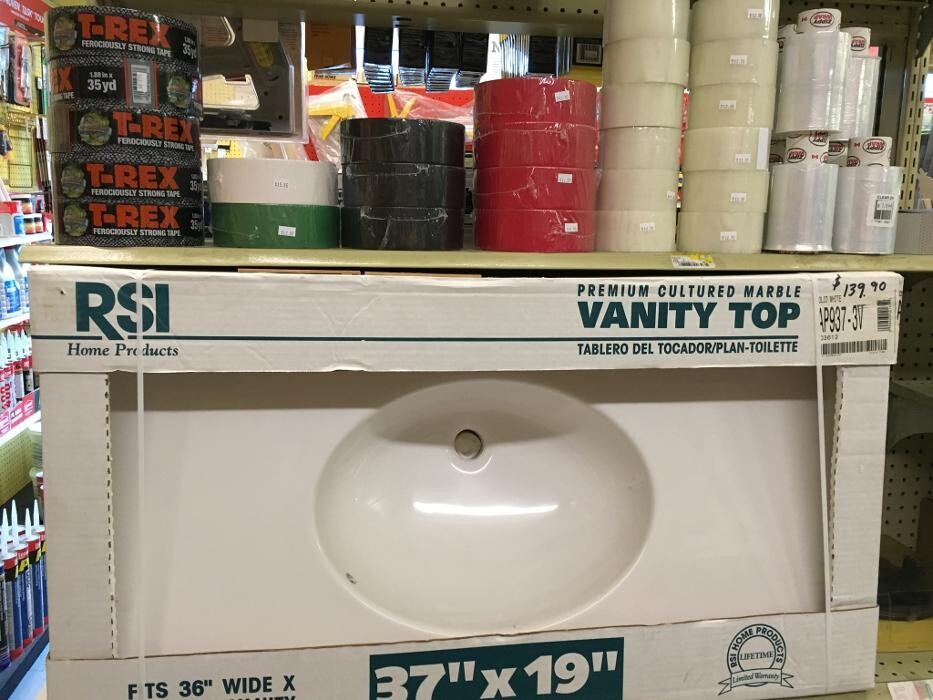 T-REX
FEROCIOUSLY STRONG TAPE
35yd
1.88 in x
35yd
T-REX
FEROCIOUSLY STRONG TAPE
T-REX
FEROCIOUSLY STRONG TAPE
T-REX
FEROCIOUSLY STRONG TAPE
RSI
Home Products
PREMIUM CULTURED MARBLE
VANITY TOP
TABLERO DEL TOCADOR/PLAN-TOILETTE
$139.90
AP937-3V
FITS 36" WIDE X
37" x 19"
RSI HOME PRODUCTS
LIFETIME
Limited Warranty